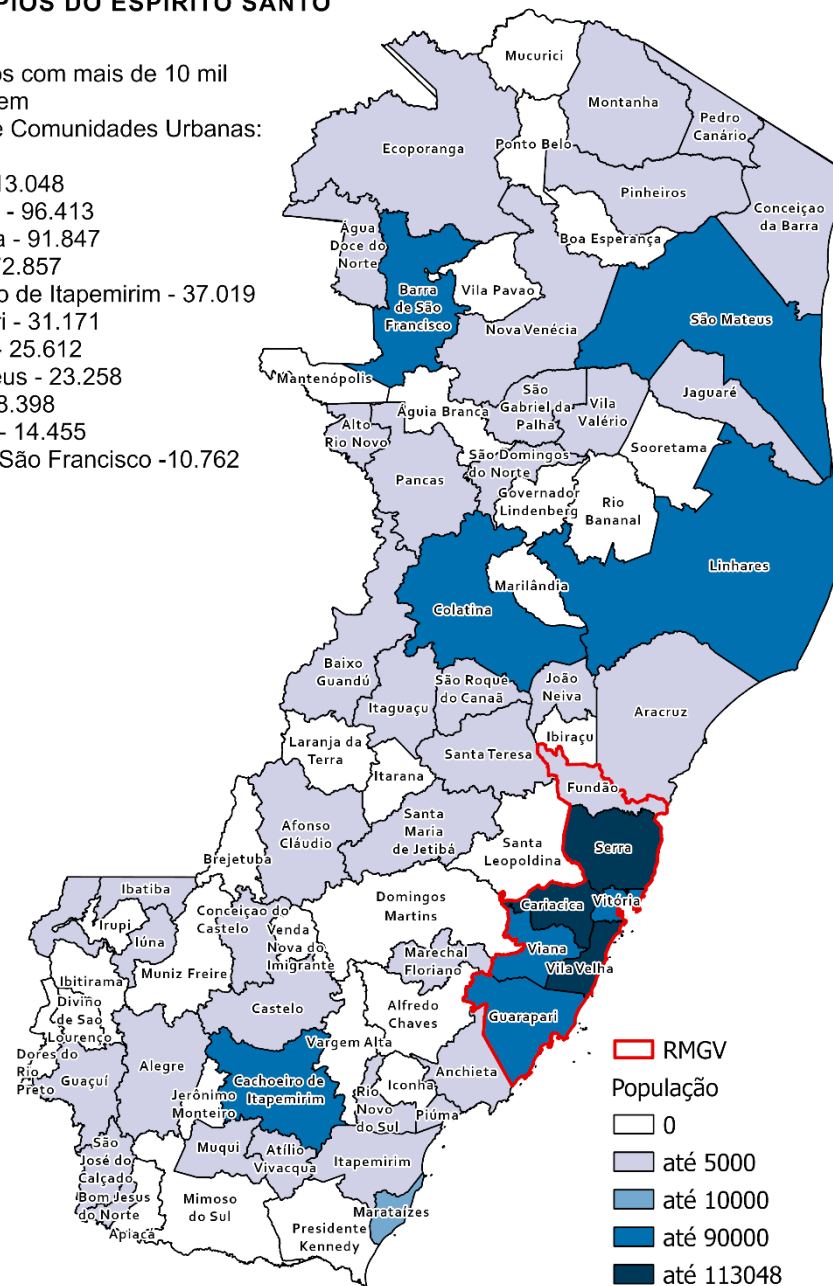 PIOS DO ESPÍRITO SANTO
os com mais de 10 mil
em
e Comunidades Urbanas:
13.048
- 96.413
a - 91.847
72.857
o de Itapemirim - 37.019
ri - 31.171
- 25.612
eus - 23.258
8.398
- 14.455
São Francisco -10.762
Mucurici
Montanha
Pedro
Canário
Ecoporanga
Ponto Belo
Pinheiros
Conceiçao
da Barra
Água
Doce do
Norte
Boa Esperança
Barra
de São
Francisco
Vila Pavao
Nova Venécia
São Mateus
Mantenópolis
Águia Branca
São
Gabriel da
Palha
Vila
Valério
Jaguaré
Alto
Rio Novo
Sooretama
Pancas
São Domingos
do Norte
Governador
Lindenberg
Rio
Bananal
Linhares
Marilândia
Colatina
Baixo
Guandú
São Roque
do Canaã
João
Neiva
Itaguaçu
Aracruz
Ibiraçu
Laranja da
Terra
Santa Teresa
Itarana
Fundão
Afonso
Cláudio
Santa
Maria
de Jetibá
Santa
Leopoldina
Serra
Brejetuba
Ibatiba
Domingos
Martins
Cariacica
Vitória
Irupi
Iúna
Conceiçao do
Castelo
Venda
Nova do
Imigrante
Marechal
Floriano
Viana
Vila Velha
Ibitirama
Muniz Freire
Divino
de Sao
Lourenço
Castelo
Alfredo
Chaves
Guarapari
Dores do
Rio
Preto
Guaçuí
Alegre
Vargem Alta
Jerônimo
Monteiro
Cachoeiro de
Itapemirim
Iconha
Anchieta
Rio
Novo
do Sul
Piúma
São
José do
Calçado
Muqui
Atílio
Vivacqua
Itapemirim
Bom Jesus
do Norte
Apiacá
Mimoso
do Sul
Marataízes
Presidente
Kennedy
RMGV
População
0
até 5000
até 10000
até 90000
até 113048